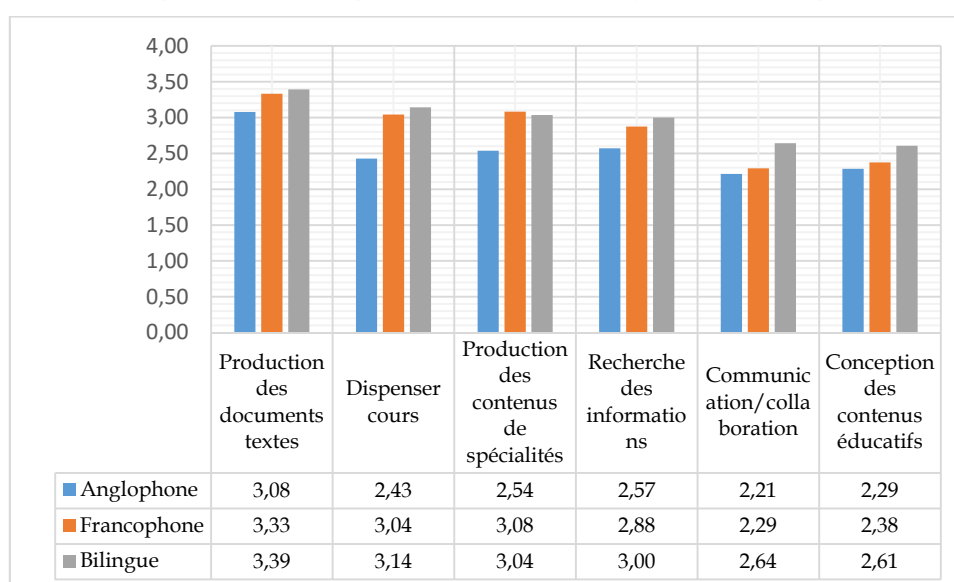 4,00
3,50
3,00
2,50
2,00
1,50
1,00
0,50
0,00
Production
des
documents
textes
Dispenser
cours
Production
des
contenus
de
spécialités
Recherche
des
informatio
ns
Communic
ation/colla
boration
Conception
des
contenus
éducatifs
Anglophone 3,08 2,43 2,54 2,57 2,21 2,29
Francophone 3,33 3,04 3,08 2,88 2,29 2,38
Bilingue 3,39 3,14 3,04 3,00 2,64 2,61